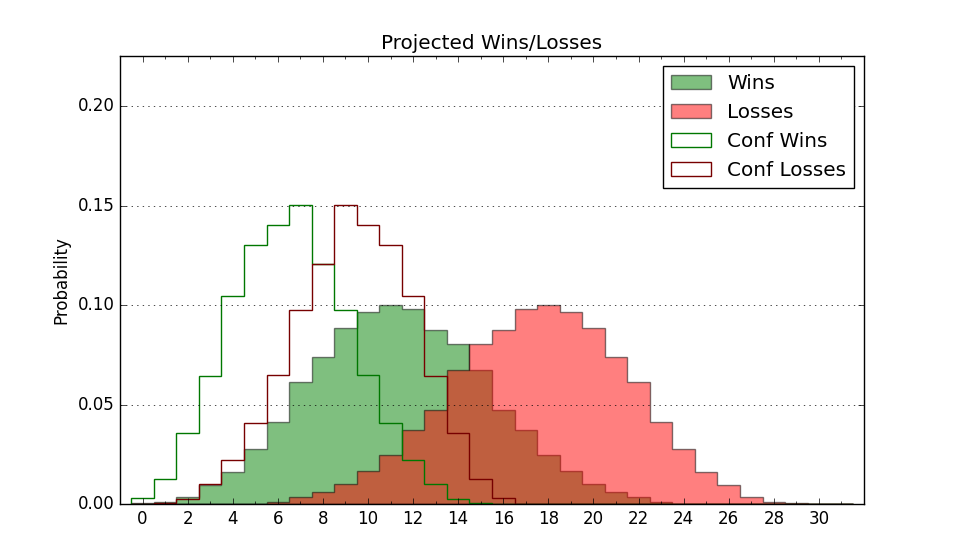 Projected Wins/Losses
Wins
Losses
Conf Wins
Conf Losses
Probability
0.20
0.15
0.10
0.05
0.00
0 2 4 6 8 10 12 14 16 18 20 22 24 26 28 30